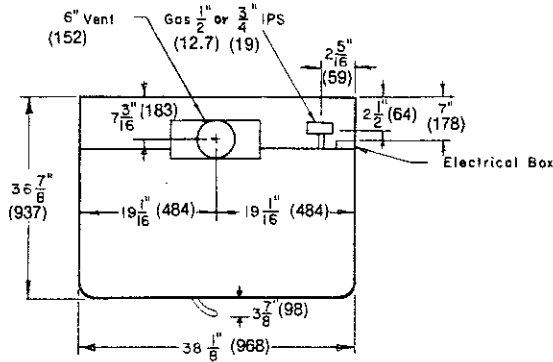 6" Vent
(152)
Gas 1/2" or 3/4" IPS
(12.7) (19)
2 5/16"
(59)
7 3/16" (183)
2 1/2" (64)
7"
(178)
Electrical Box
36 7/8"
(937)
19 1/16" (484)
19 1/16" (484)
3 7/8" (98)
38 1/8" (968)